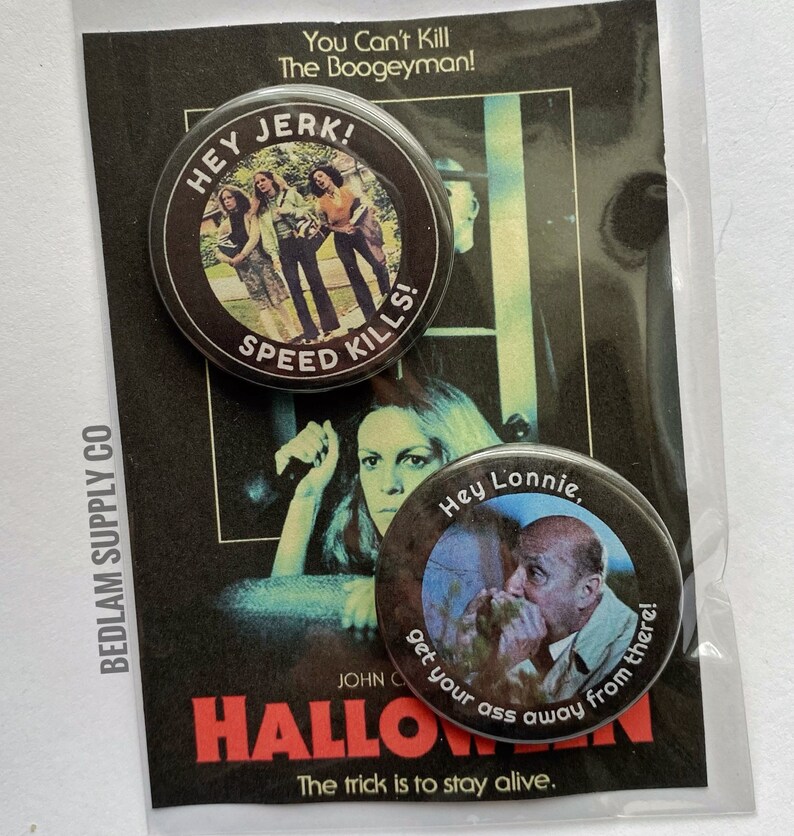 You Can't Kill
The Boogeyman!
HEY JERK!
SPEED KILLS!
BEDLAM SUPPLY CO
Hey Lonnie,
get your ass away from there!
JOHN
HALLOWEEN
The trick is to stay alive.